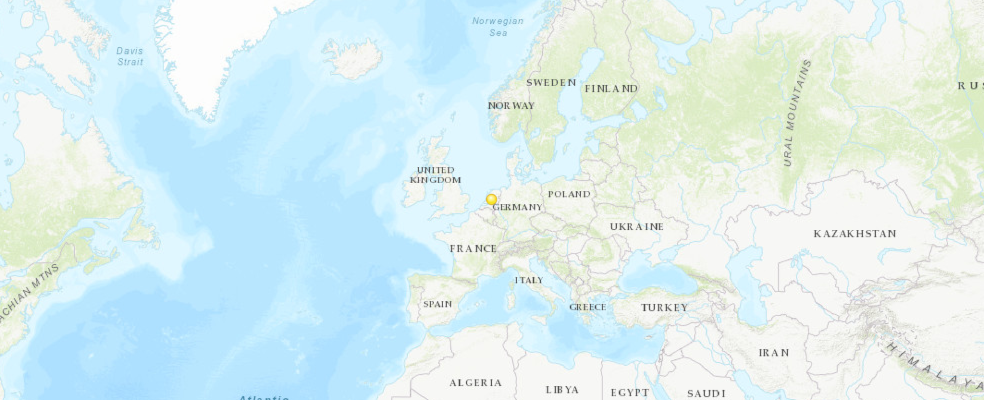 Norwegian
Sea
Davis
Strait
SWEDEN
FINLAND
RUS
NORWAY
URAL MOUNTAINS
UNITED
KINGDOM
POLAND
GERMANY
UKRAINE
KAZAKHSTAN
FRANCE
ACHIAN MTNS
ITALY
SPAIN
GREECE
TURKEY
IRAN
HIMALAYA
ALGERIA
LIBYA
EGYPT
SAUDI
Atlantic